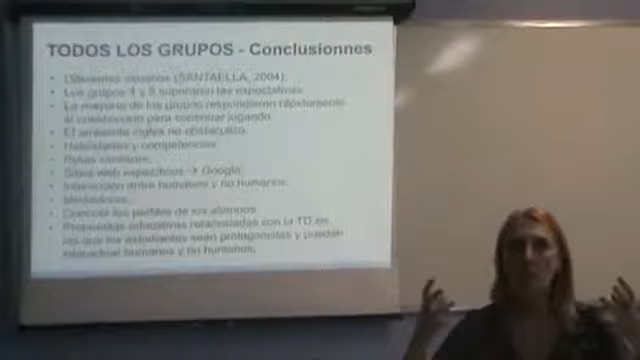 TODOS LOS GRUPOS - Conclusionnes
Diferentes usuarios (SANTAELLA, 2004).
Los grupos 4 y 5 superaron las expectativas.
La mayoría de los grupos respondieron rápidamente
al cuestionario para continuar jugando.
El ambiente inglés no obstaculizó.
Habilidades y competencias.
Sitios web específicos → Google.
Interacción entre humanos y no humanos.
Conocer los perfiles de los alumnos.
Propuestas educativas relacionadas con la TD en
las que los estudiantes sean protagonistas y puedan
interactuar humanos y no humanos.